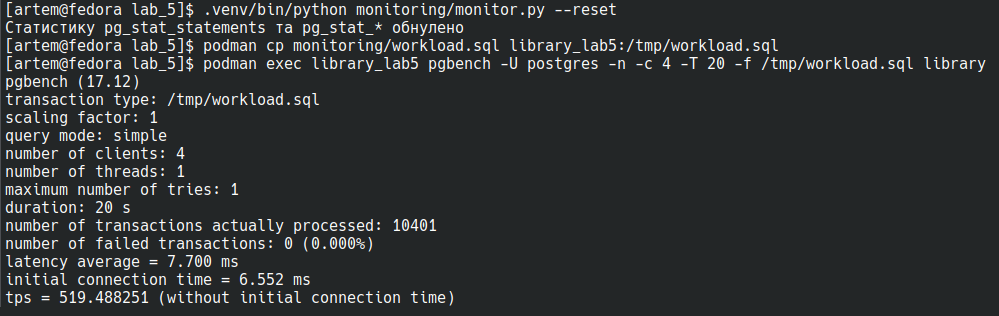 [artem@fedora lab_5]$ .venv/bin/python monitoring/monitor.py --reset
Статистику pg_stat_statements та pg_stat_* обнулено
[artem@fedora lab_5]$ podman cp monitoring/workload.sql library_lab5:/tmp/workload.sql
[artem@fedora lab_5]$ podman exec library_lab5 pgbench -U postgres -n -c 4 -T 20 -f /tmp/workload.sql library
pgbench (17.12)
transaction type: /tmp/workload.sql
scaling factor: 1
query mode: simple
number of clients: 4
number of threads: 1
maximum number of tries: 1
duration: 20 s
number of transactions actually processed: 10401
number of failed transactions: 0 (0.000%)
latency average = 7.700 ms
initial connection time = 6.552 ms
tps = 519.488251 (without initial connection time)